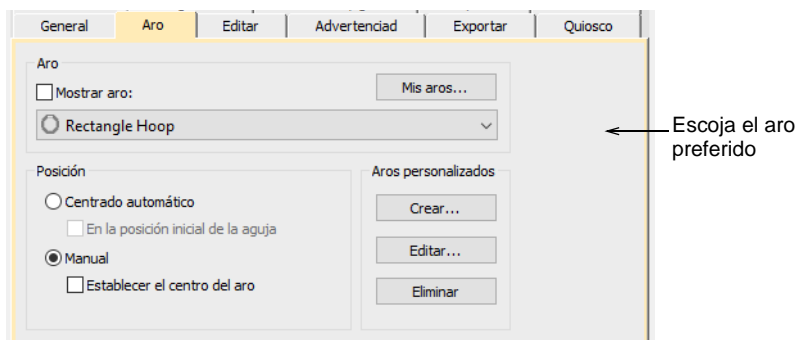 General Aro Editar Advertenciad Exportar Quiosco
Aro
Mostrar aro: Mis aros...
Rectangle Hoop
Escoja el aro
preferido
Posición Aros personalizados
Centrado automático Crear...
En la posición inicial de la aguja
Manual Editar...
Establecer el centro del aro Eliminar